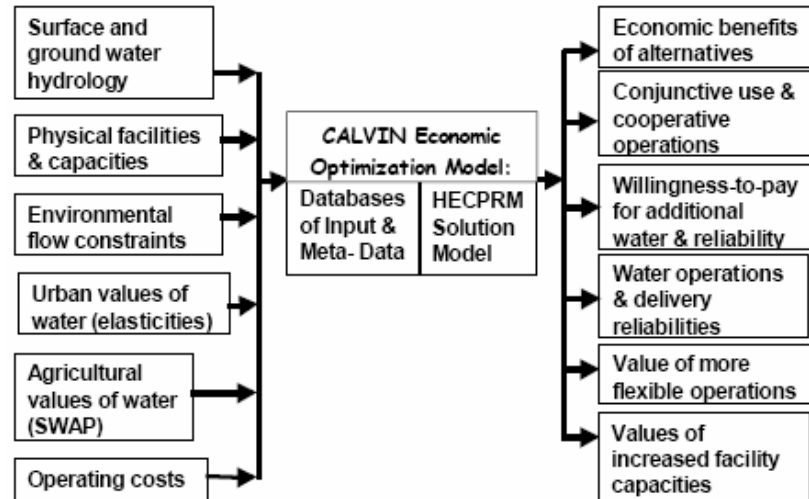 Surface and
ground water
hydrology
Physical facilities
& capacities
Environmental
flow constraints
Urban values of
water (elasticities)
Agricultural
values of water
(SWAP)
Operating costs
CALVIN Economic
Optimization Model:
Databases
of Input &
Meta- Data
HECPRM
Solution
Model
Economic benefits
of alternatives
Conjunctive use &
cooperative
operations
Willingness-to-pay
for additional
water & reliability
Water operations
& delivery
reliabilities
Value of more
flexible operations
Values of
increased facility
capacities